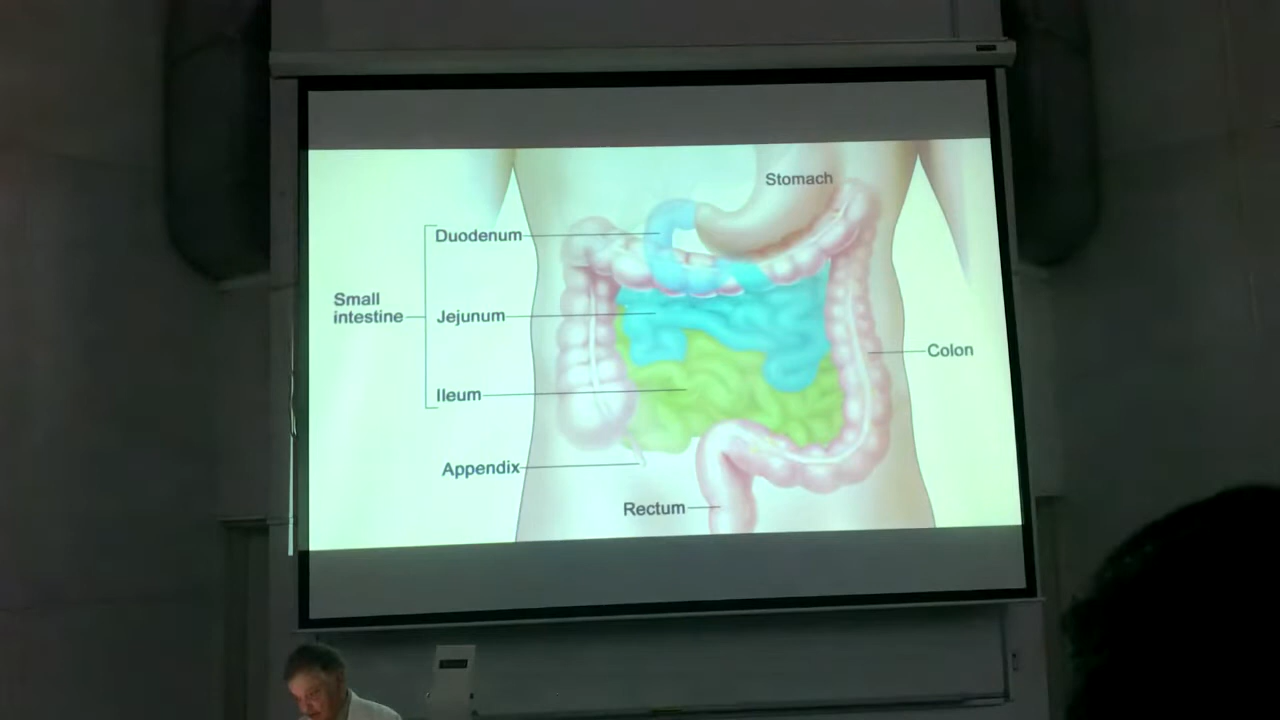 Stomach
Duodenum
Small
intestine
Jejunum
Colon
Ileum
Appendix
Rectum